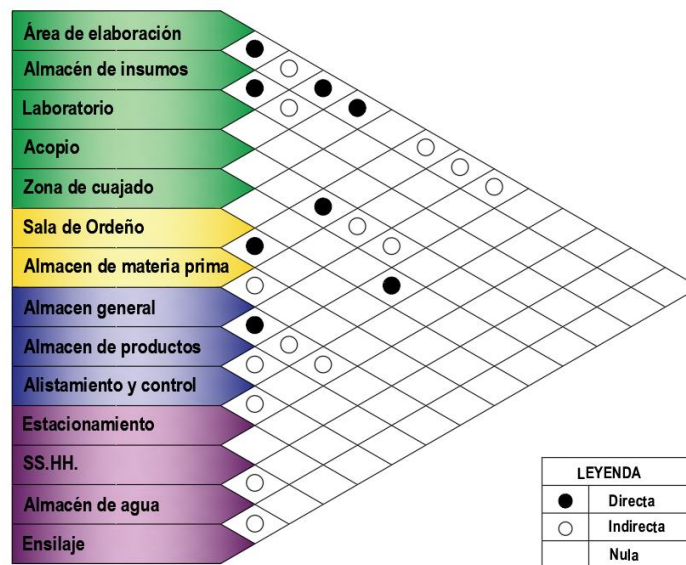 Área de elaboración
Almacén de insumos
Laboratorio
Acopio
Zona de cuajado
Sala de Ordeño
Almacen de materia prima
Almacen general
Almacen de productos
Alistamiento y control
Estacionamiento
SS.HH.
Almacén de agua
Ensilaje
LEYENDA
Directa
Indirecta
Nula